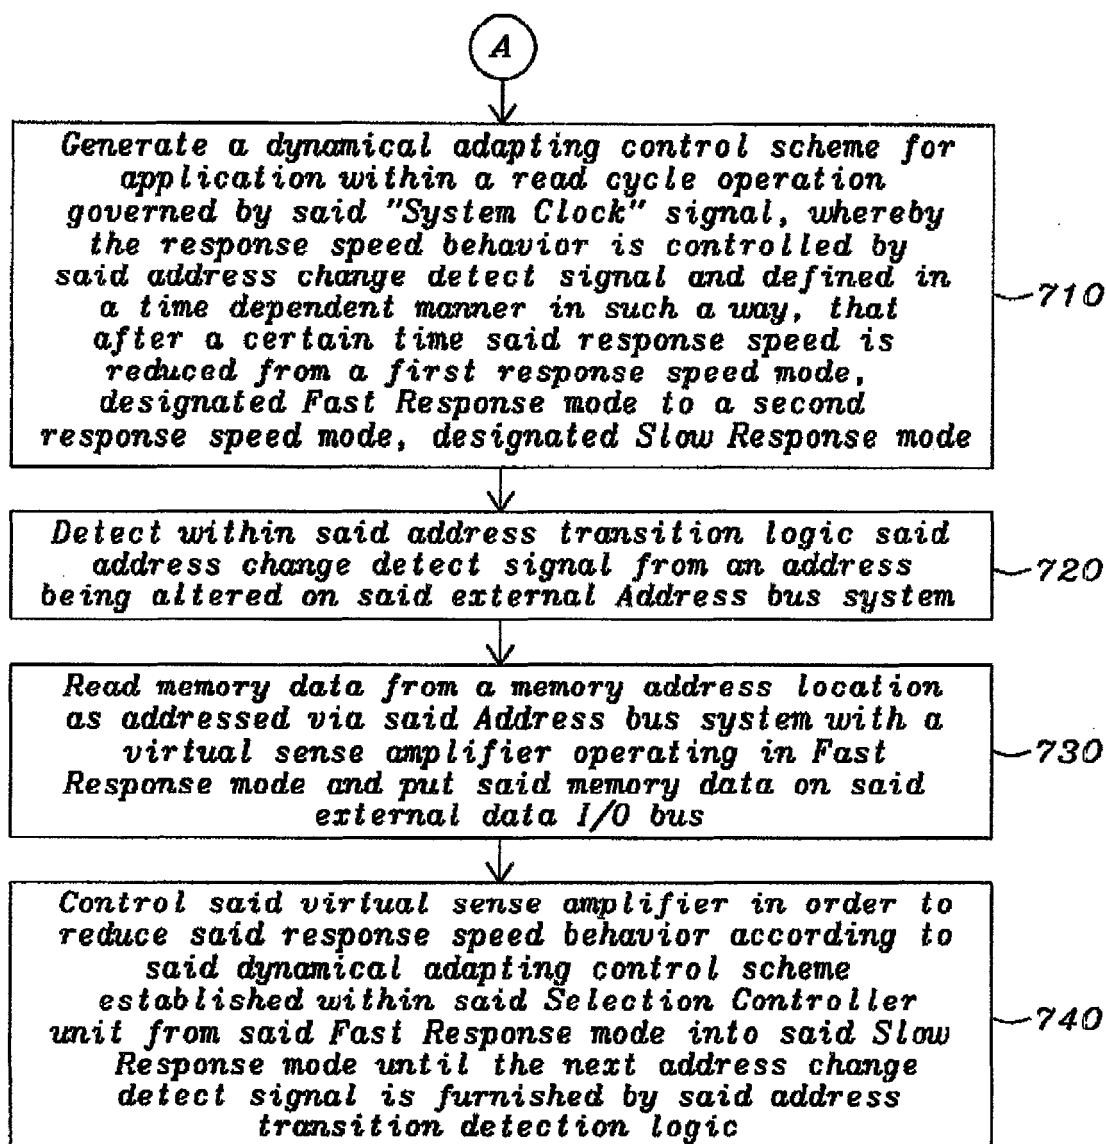 A
Generate a dynamical adapting control scheme for
application within a read cycle operation
governed by said "System Clock" signal, whereby
the response speed behavior is controlled by
said address change detect signal and defined in
a time dependent manner in such a way, that
after a certain time said response speed is
reduced from a first response speed mode,
designated Fast Response mode to a second
response speed mode, designated Slow Response mode
710
Detect within said address transition logic said
address change detect signal from an address
being altered on said external Address bus system
720
Read memory data from a memory address location
as addressed via said Address bus system with a
virtual sense amplifier operating in Fast
Response mode and put said memory data on said
external data I/O bus
730
Control said virtual sense amplifier in order to
reduce said response speed behavior according to
said dynamical adapting control scheme
established within said Selection Controller
unit from said Fast Response mode into said Slow
Response mode until the next address change
detect signal is furnished by said address
transition detection logic
740